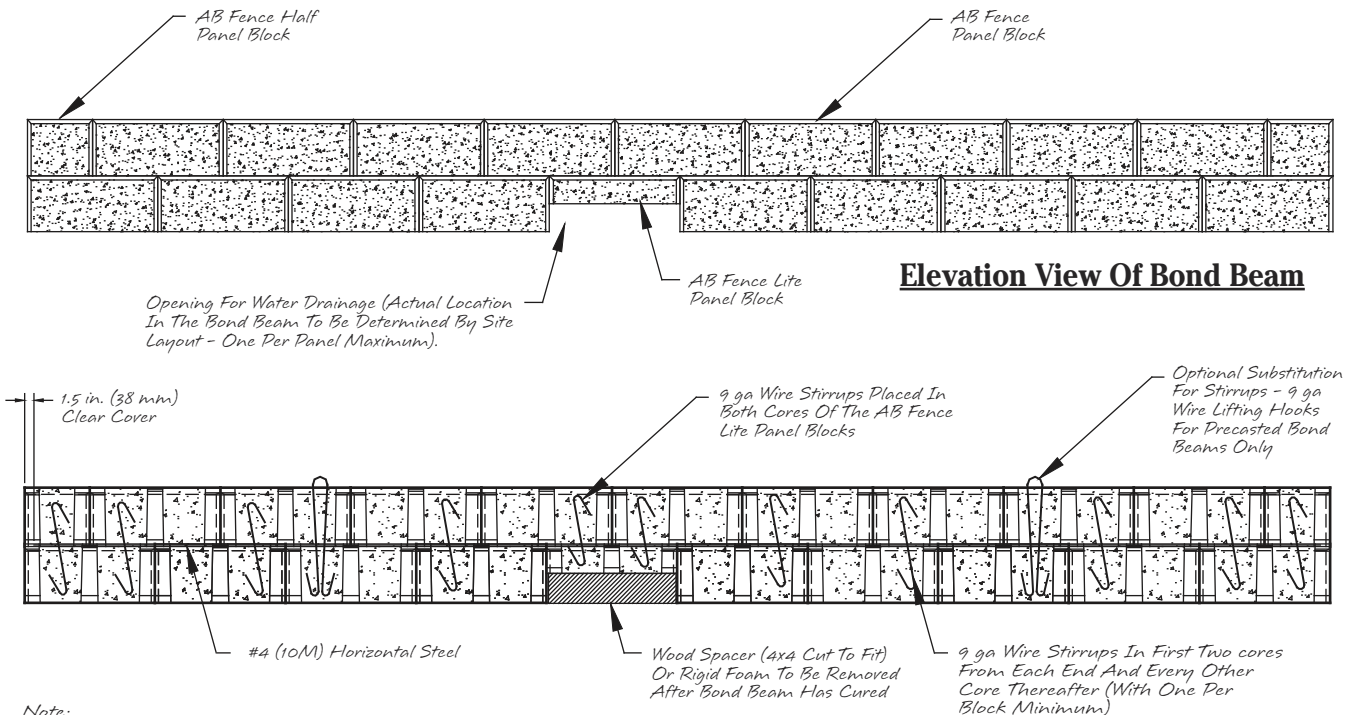 AB Fence Half
Panel Block
AB Fence
Panel Block
Opening For Water Drainage (Actual Location
In The Bond Beam To Be Determined By Site
Layout - One Per Panel Maximum).
AB Fence Lite
Panel Block
Elevation View Of Bond Beam
1.5 in. (38 mm)
Clear Cover
9 ga Wire Stirrups Placed In
Both Cores Of The AB Fence
Lite Panel Blocks
Optional Substitution
For Stirrups - 9 ga
Wire Lifting Hooks
For Precasted Bond
Beams Only
#4 (10M) Horizontal Steel
Wood Spacer (4x4 Cut To Fit)
Or Rigid Foam To Be Removed
After Bond Beam Has Cured
9 ga Wire Stirrups In First Two cores
From Each End And Every Other
Core Thereafter (With One Per
Block Minimum)
Note: